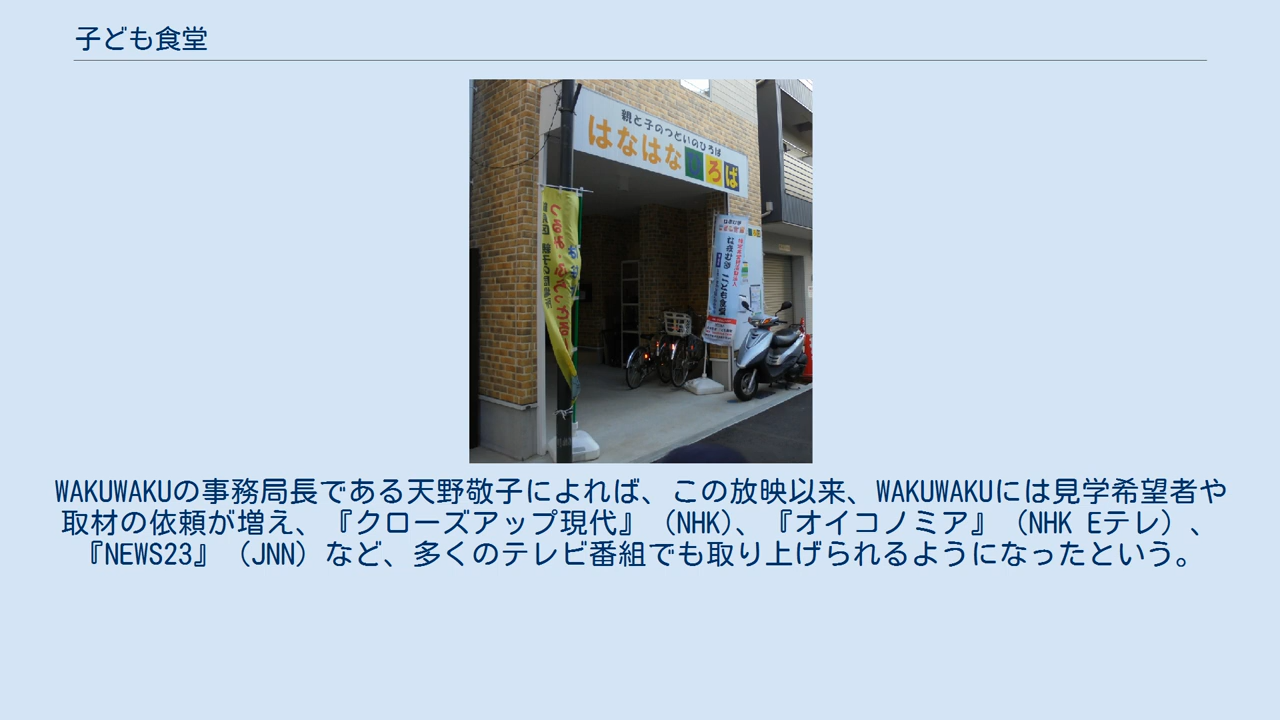 子ども食堂
親と子のつどいのひろば
はなはなひろば
こども食堂
WAKUWAKUの事務局長である天野敬子によれば、この放映以来、WAKUWAKUには見学希望者や
取材の依頼が増え、『クローズアップ現代』（NHK）、『オイコノミア』（NHK Eテレ）、
『NEWS23』（JNN）など、多くのテレビ番組でも取り上げられるようになったという。